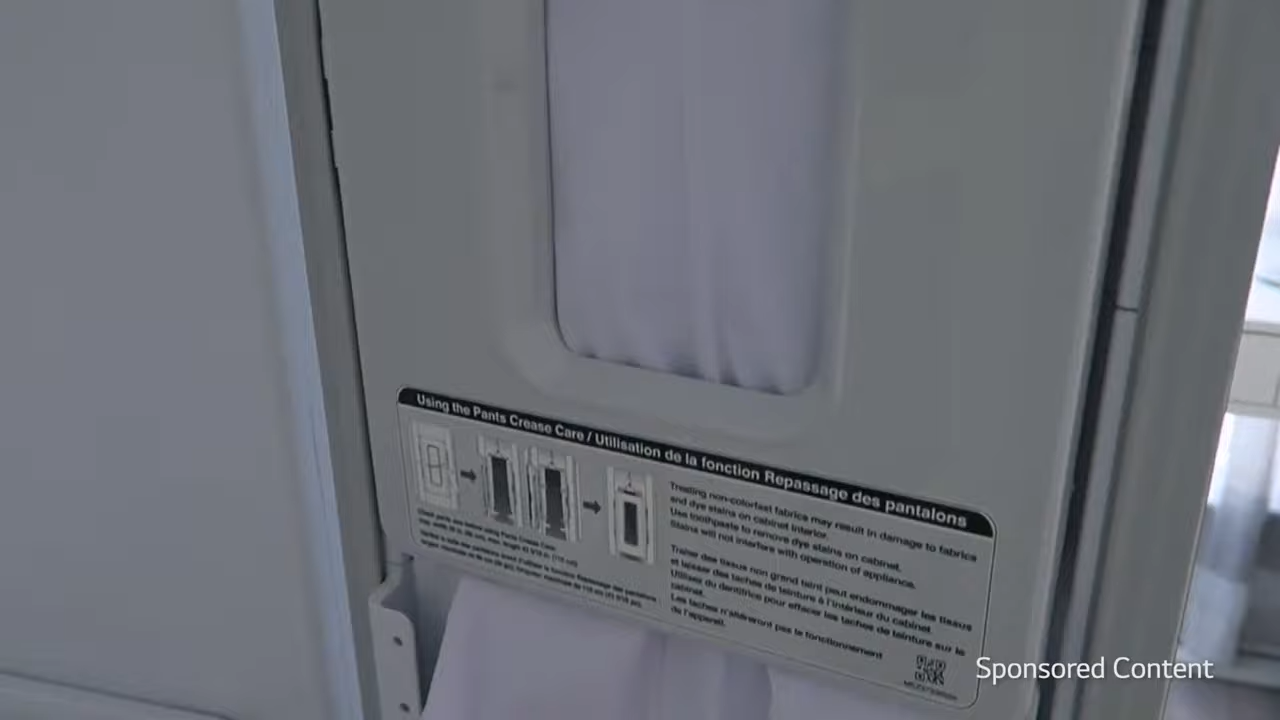 Using the Pants Crease Care / Utilisation de la fonction Repassage des pantalons
Treating non-colorfast fabrics may result in damage to fabrics
and dye stains on cabinet interior.
Use toothpaste to remove dye stains on cabinet.
Stains will not interfere with operation of appliance.
Traiter des tissus non grand teint peut endommager les tissus
et laisser des taches de teinture à l'intérieur du cabinet.
Utilisez du dentifrice pour effacer les taches de teinture sur le
cabinet.
Les taches n'altéreront pas le fonctionnement
de l'appareil.
Sponsored Content